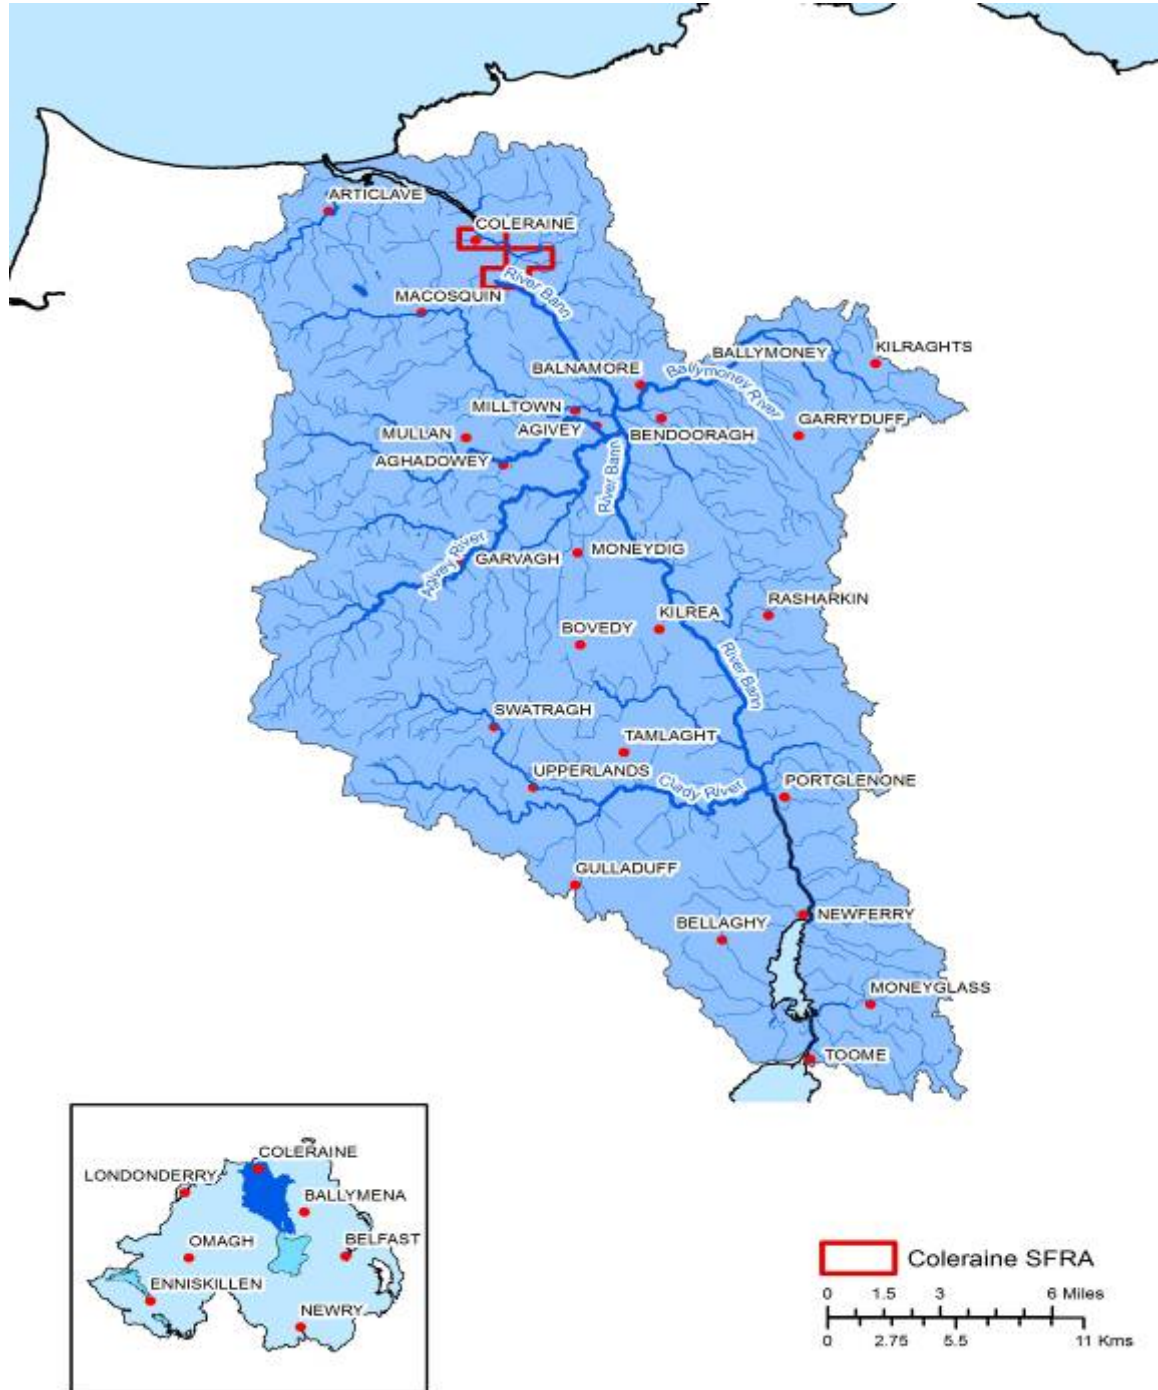 ARTICLAVE
COLERAINE
River Bann
MACOSQUIN
BALLYMONEY
KILRAGHTS
BALNAMORE
Ballymoney River
MILLTOWN
AGIVEY
BENDOORAGH
GARRYDUFF
MULLAN
AGHADOWEY
River Bann
Agivey River
GARVAGH
MONEYDIG
RASHARKIN
KILREA
BOVEDY
River Bann
SWATRAGH
TAMLAGHT
UPPERLANDS
Clady River
PORTGLENONE
GULLADUFF
NEWFERRY
BELLAGHY
MONEYGLASS
TOOME
COLERAINE
LONDONDERRY
BALLYMENA
OMAGH
BELFAST
ENNISKILLEN
NEWRY
Coleraine SFRA
0 1.5 3 6 Miles
0 2.75 5.5 11 Kms